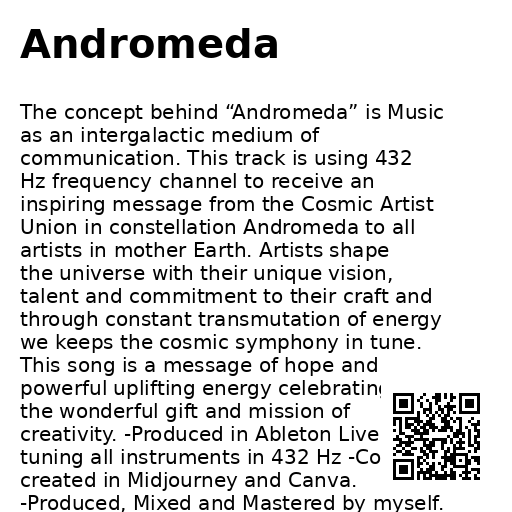 Andromeda
The concept behind “Andromeda” is Music
as an intergalactic medium of
communication. This track is using 432
Hz frequency channel to receive an
inspiring message from the Cosmic Artist
Union in constellation Andromeda to all
artists in mother Earth. Artists shape
the universe with their unique vision,
talent and commitment to their craft and
through constant transmutation of energy
we keeps the cosmic symphony in tune.
This song is a message of hope and
powerful uplifting energy celebrating
the wonderful gift and mission of
creativity. -Produced in Ableton Live
tuning all instruments in 432 Hz
created in Midjourney and Canva.
-Produced, Mixed and Mastered by myself.